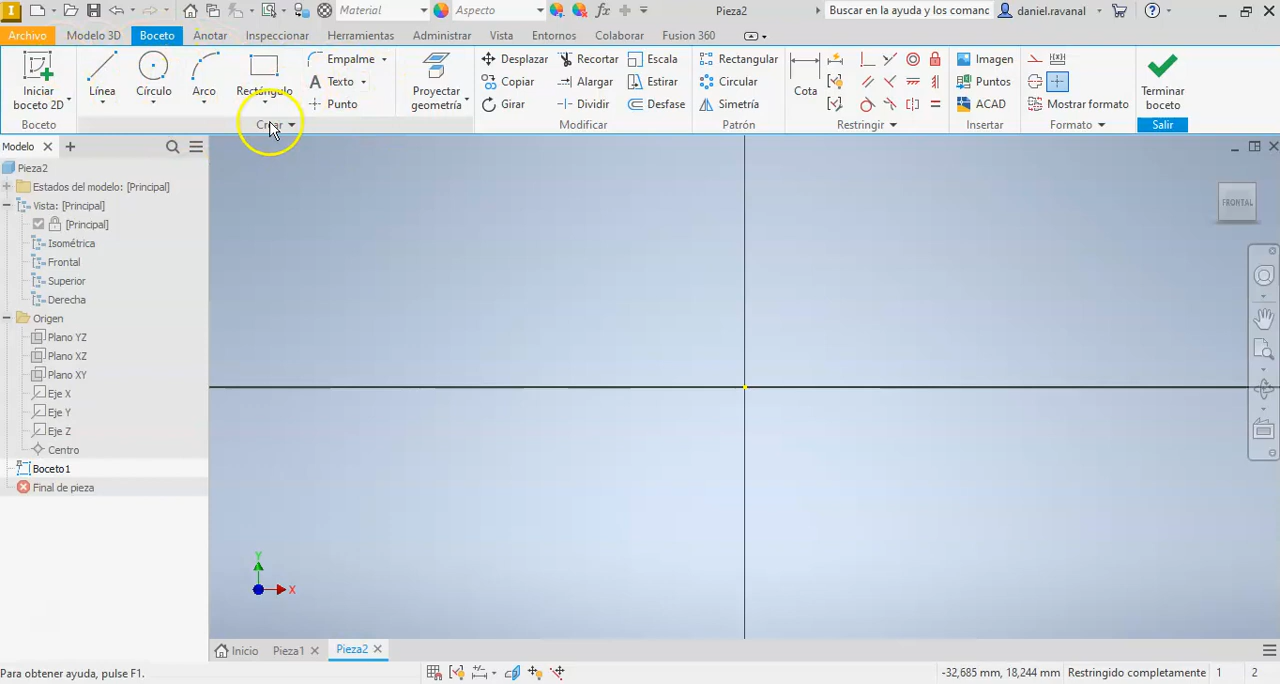 I Material Aspecto fx Pieza2 Buscar en la ayuda y los comanc daniel.ravanal
Archivo Modelo 3D Boceto Anotar Inspeccionar Herramientas Administrar Vista Entornos Colaborar Fusion 360
Iniciar boceto 2D
Línea
Círculo
Arco
Rectángulo
Empalme
Texto
Punto
Proyectar geometría
Desplazar
Copiar
Girar
Recortar
Alargar
Dividir
Escala
Estirar
Desfase
Rectangular
Circular
Simetría
Cota
Imagen
Puntos
ACAD
Mostrar formato
Terminar boceto
Boceto Modificar Patrón Restringir Insertar Formato Salir
Modelo
FRONTAL
Pieza2
Estados del modelo: [Principal]
Vista: [Principal]
[Principal]
Isométrica
Frontal
Superior
Derecha
Origen
Plano YZ
Plano XZ
Plano XY
Eje X
Eje Y
Eje Z
Centro
Boceto1
Final de pieza
Y
X
Inicio Pieza1 Pieza2
Para obtener ayuda, pulse F1. -32,685 mm, 18,244 mm Restringido completamente 1 2